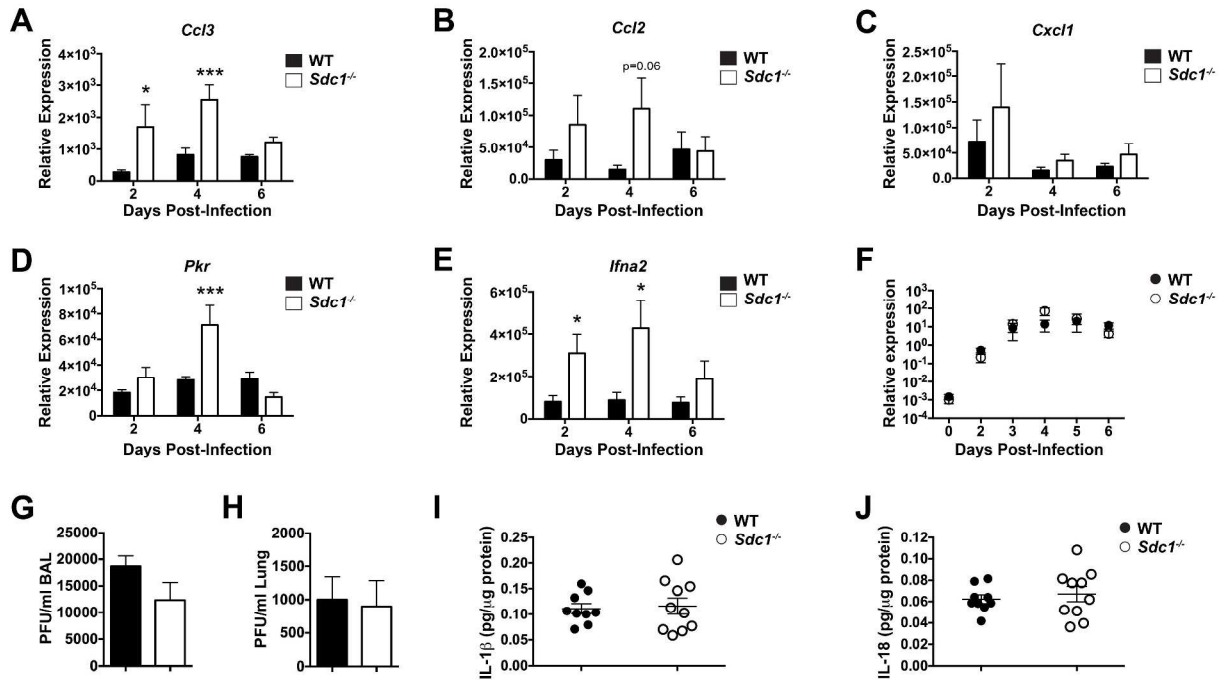 A
Ccl3
Relative Expression
4×10³
3×10³
2×10³
1×10³
0
*
***
2 4 6
Days Post-Infection
WT
Sdc1⁻/⁻
B
Ccl2
Relative Expression
2.0×10⁵
1.5×10⁵
1.0×10⁵
5.0×10⁴
0.0
p=0.06
2 4 6
Days Post-Infection
WT
Sdc1⁻/⁻
C
Cxcl1
Relative Expression
2.5×10⁵
2.0×10⁵
1.5×10⁵
1.0×10⁵
5.0×10⁴
0.0
2 4 6
Days Post-Infection
WT
Sdc1⁻/⁻
D
Pkr
Relative Expression
1×10⁵
8×10⁴
6×10⁴
4×10⁴
2×10⁴
0
***
2 4 6
Days Post-Infection
WT
Sdc1⁻/⁻
E
Ifna2
Relative Expression
6×10⁵
4×10⁵
2×10⁵
0
*
*
2 4 6
Days Post-Infection
WT
Sdc1⁻/⁻
F
Relative expression
10³
10²
10¹
10⁰
10⁻¹
10⁻²
10⁻³
10⁻⁴
0 2 3 4 5 6
Days Post-Infection
WT
Sdc1⁻/⁻
G
PFU/ml BAL
25000
20000
15000
10000
5000
0
H
PFU/ml Lung
2000
1500
1000
500
0
I
IL-1β (pg/μg protein)
0.25
0.20
0.15
0.10
0.05
0.00
WT
Sdc1⁻/⁻
J
IL-18 (pg/μg protein)
0.12
0.10
0.08
0.06
0.04
0.02
0.00
WT
Sdc1⁻/⁻